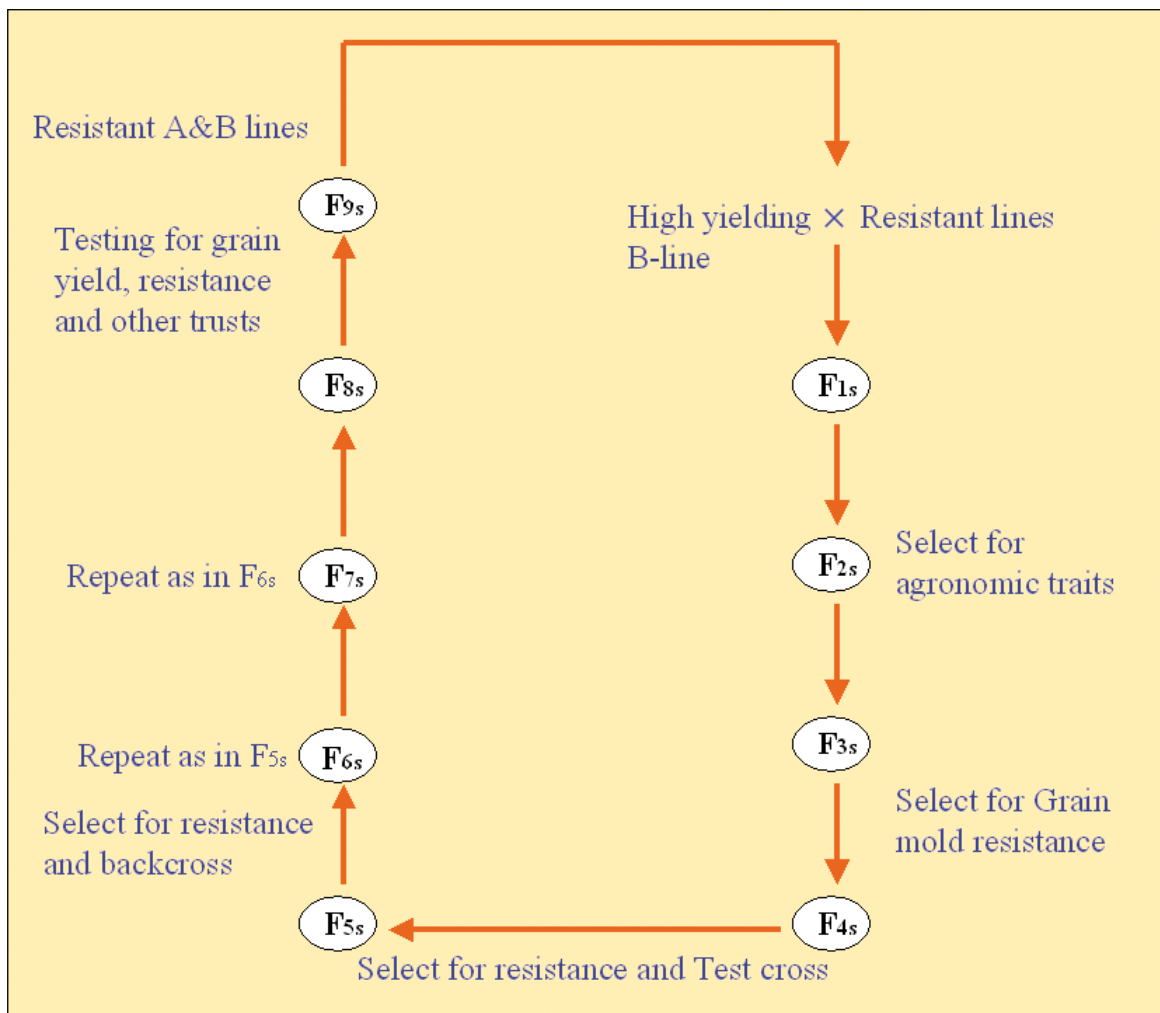 Resistant A&B lines
F9s
High yielding × Resistant lines
B-line
Testing for grain
yield, resistance
and other trusts
F8s
F1s
Repeat as in F6s
F7s
F2s
Select for
agronomic traits
Repeat as in F5s
F6s
F3s
Select for resistance
and backcross
Select for Grain
mold resistance
F5s
F4s
Select for resistance and Test cross